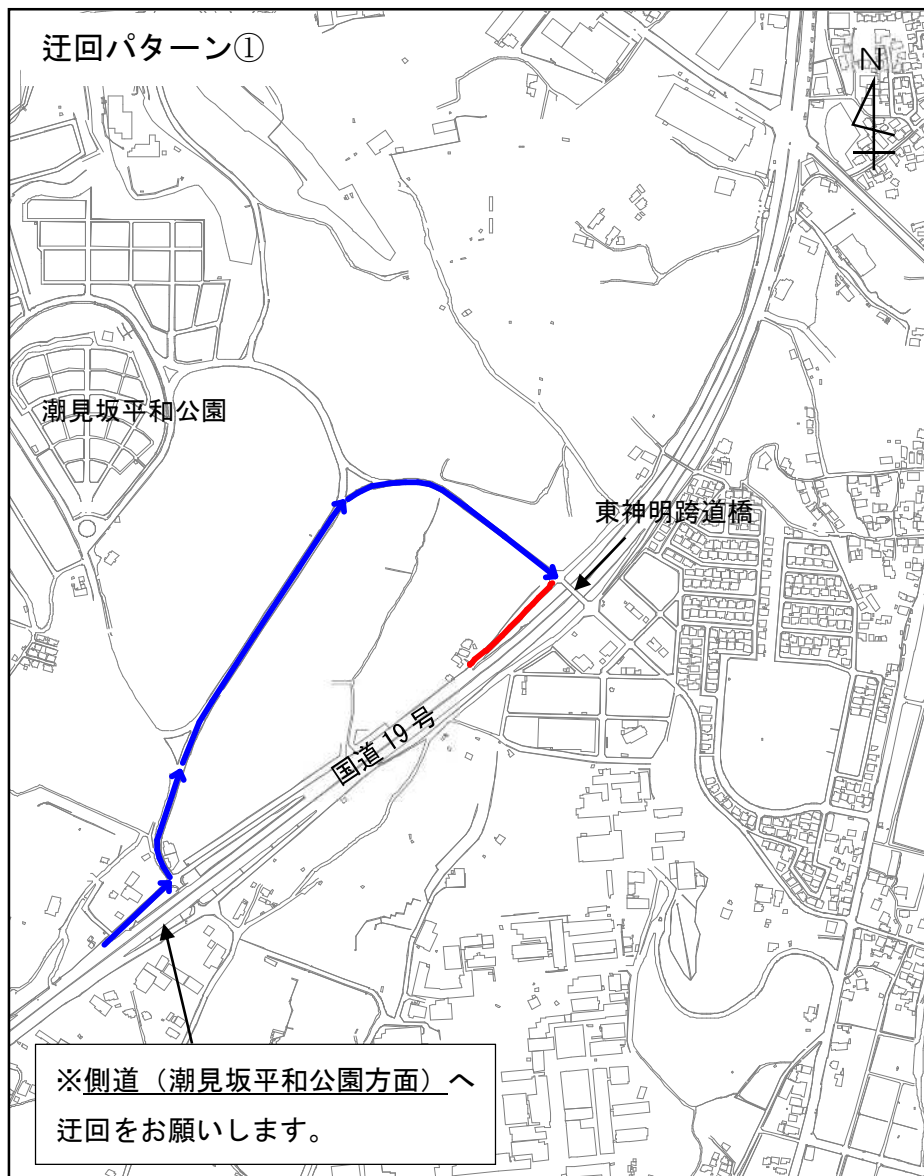 迂回パターン①
N
潮見坂平和公園
東神明跨道橋
国道19号
※側道（潮見坂平和公園方面）へ
迂回をお願いします。